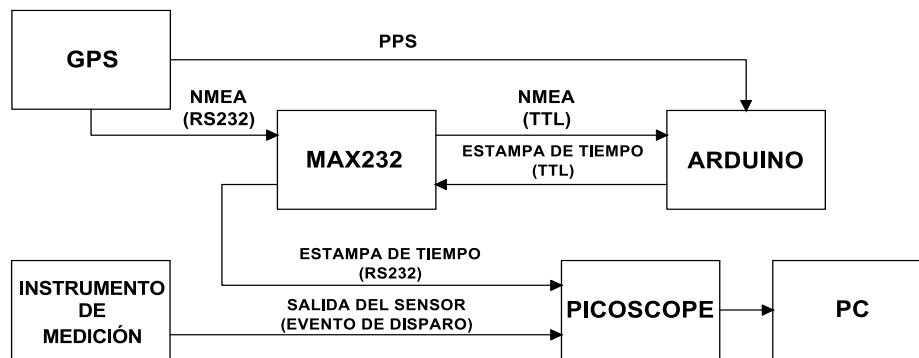 GPS
PPS
NMEA
(RS232)
NMEA
(TTL)
MAX232
ESTAMPA DE TIEMPO
(TTL)
ARDUINO
ESTAMPA DE TIEMPO
(RS232)
INSTRUMENTO
DE
MEDICIÓN
SALIDA DEL SENSOR
(EVENTO DE DISPARO)
PICOSCOPE
PC